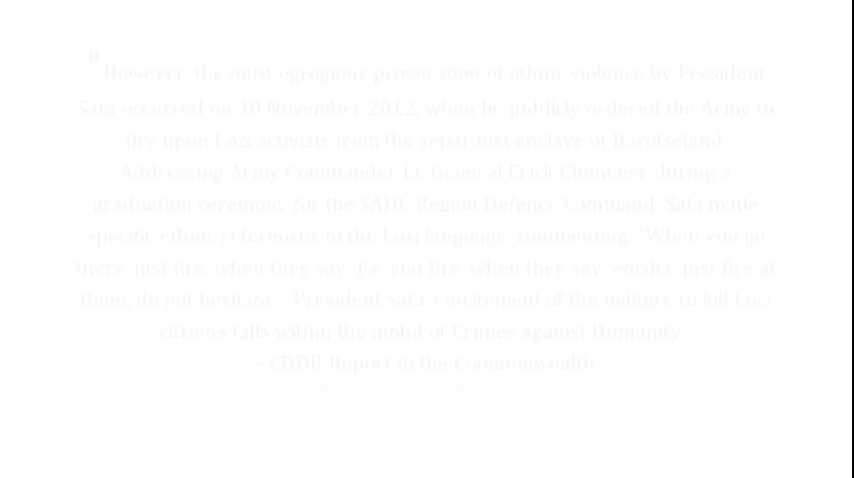 "However, the most egregious provocation of ethnic violence by President
Sata occurred on 30 November 2012, when he publicly ordered the Army to
fire upon Lozi activists from the separatist enclave of Barotseland.
Addressing Army Commander Lt. General Erick Chimense during a
graduation ceremony for the SADC Region Defence Command, Sata made
specific ethnic references to the Lozi language, commenting, "When you go
there, just fire, when they say 'Fa' you fire, when they say 'enisha' just fire at
them, do not hesitate." President Sata's incitement of the military to kill Lozi
citizens falls within the ambit of Crimes against Humanity."
- CDDR Report to the Commonwealth